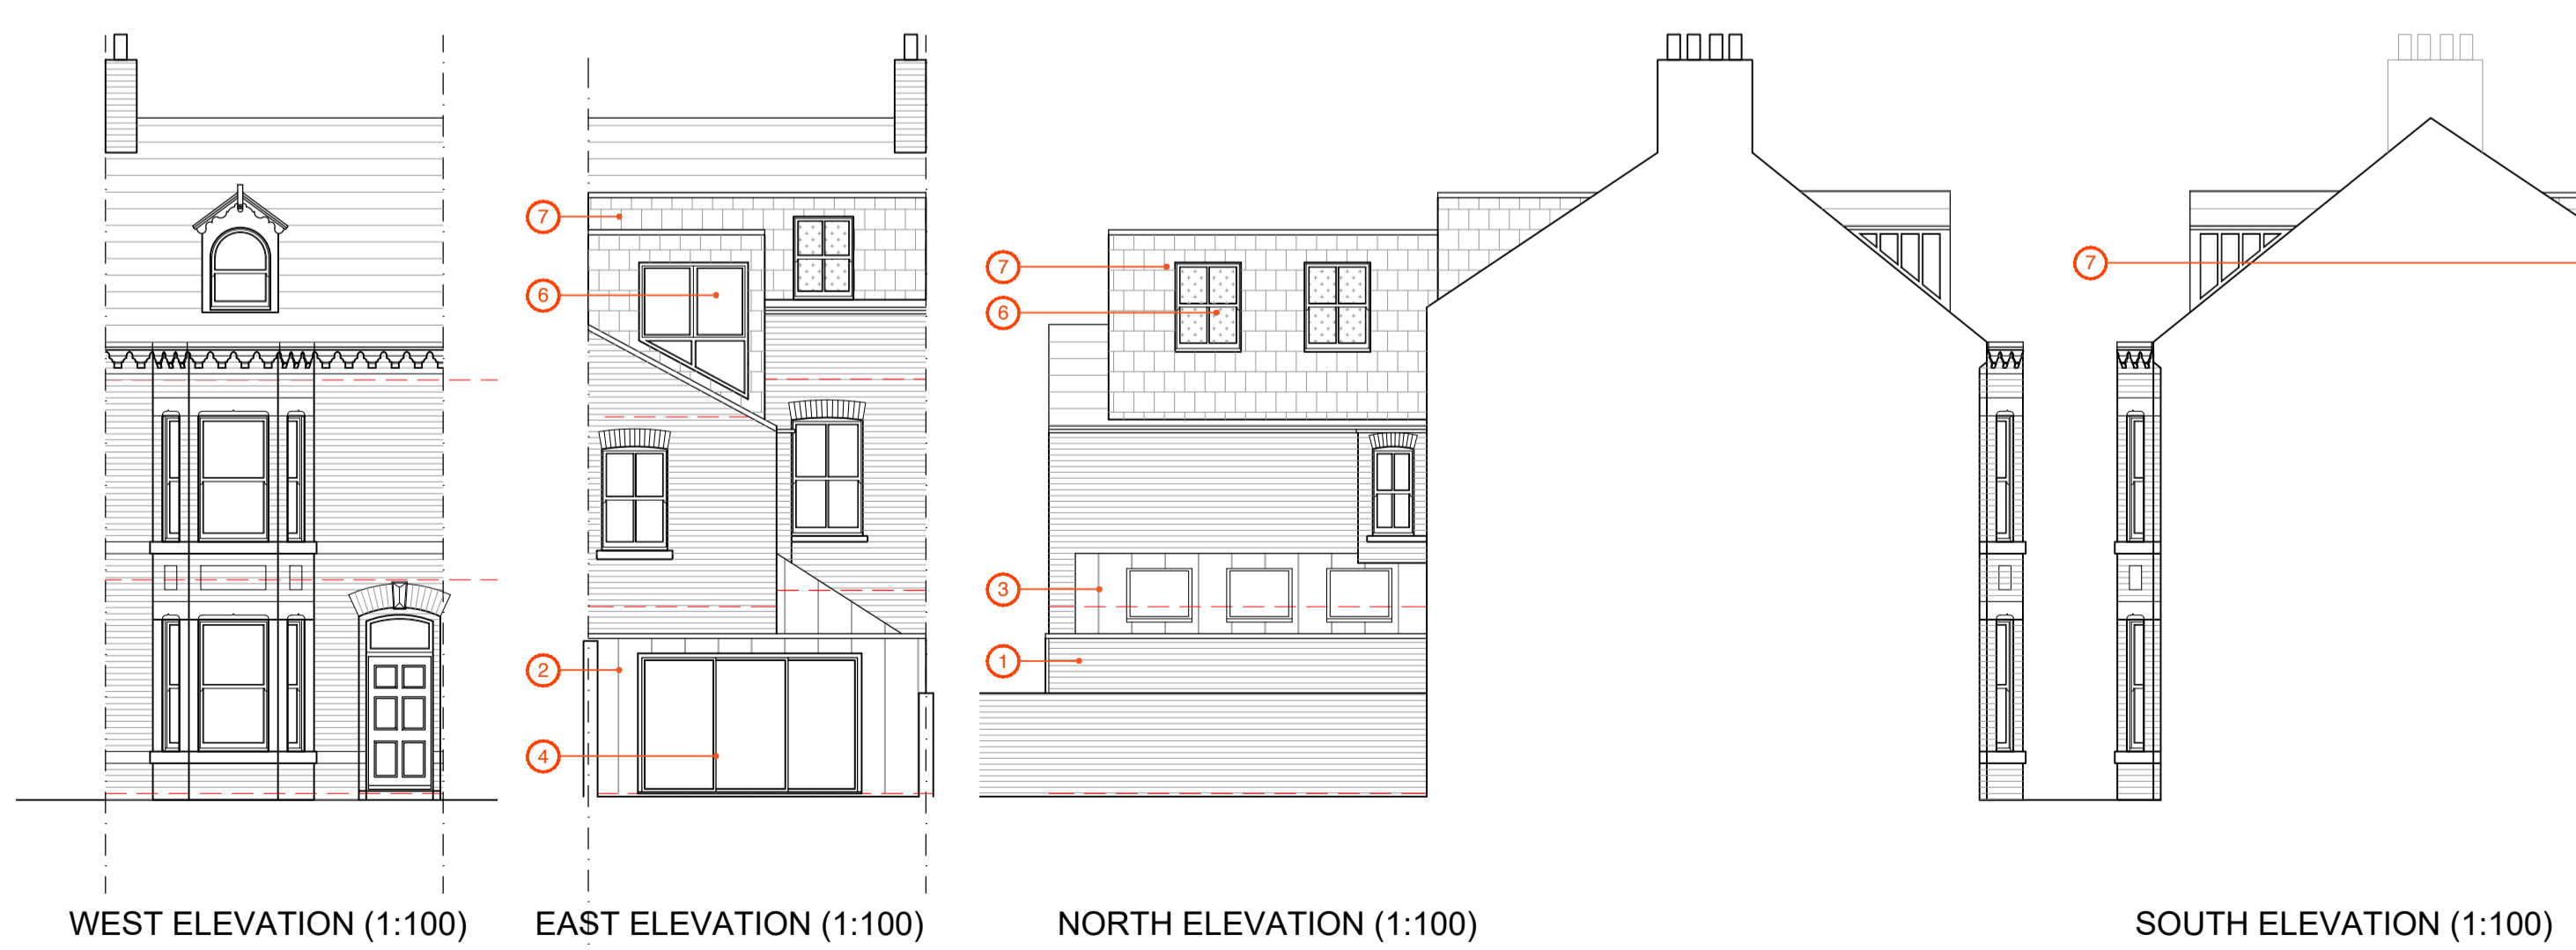 7
6
2
4
7
6
3
1
7
WEST ELEVATION (1:100)
EAST ELEVATION (1:100)
NORTH ELEVATION (1:100)
SOUTH ELEVATION (1:100)